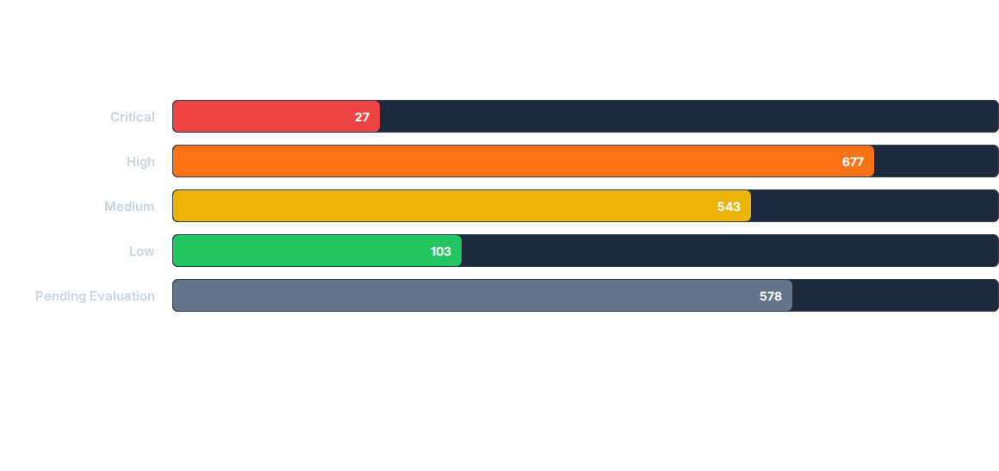 Critical 27
High 677
Medium 543
Low 103
Pending Evaluation 578